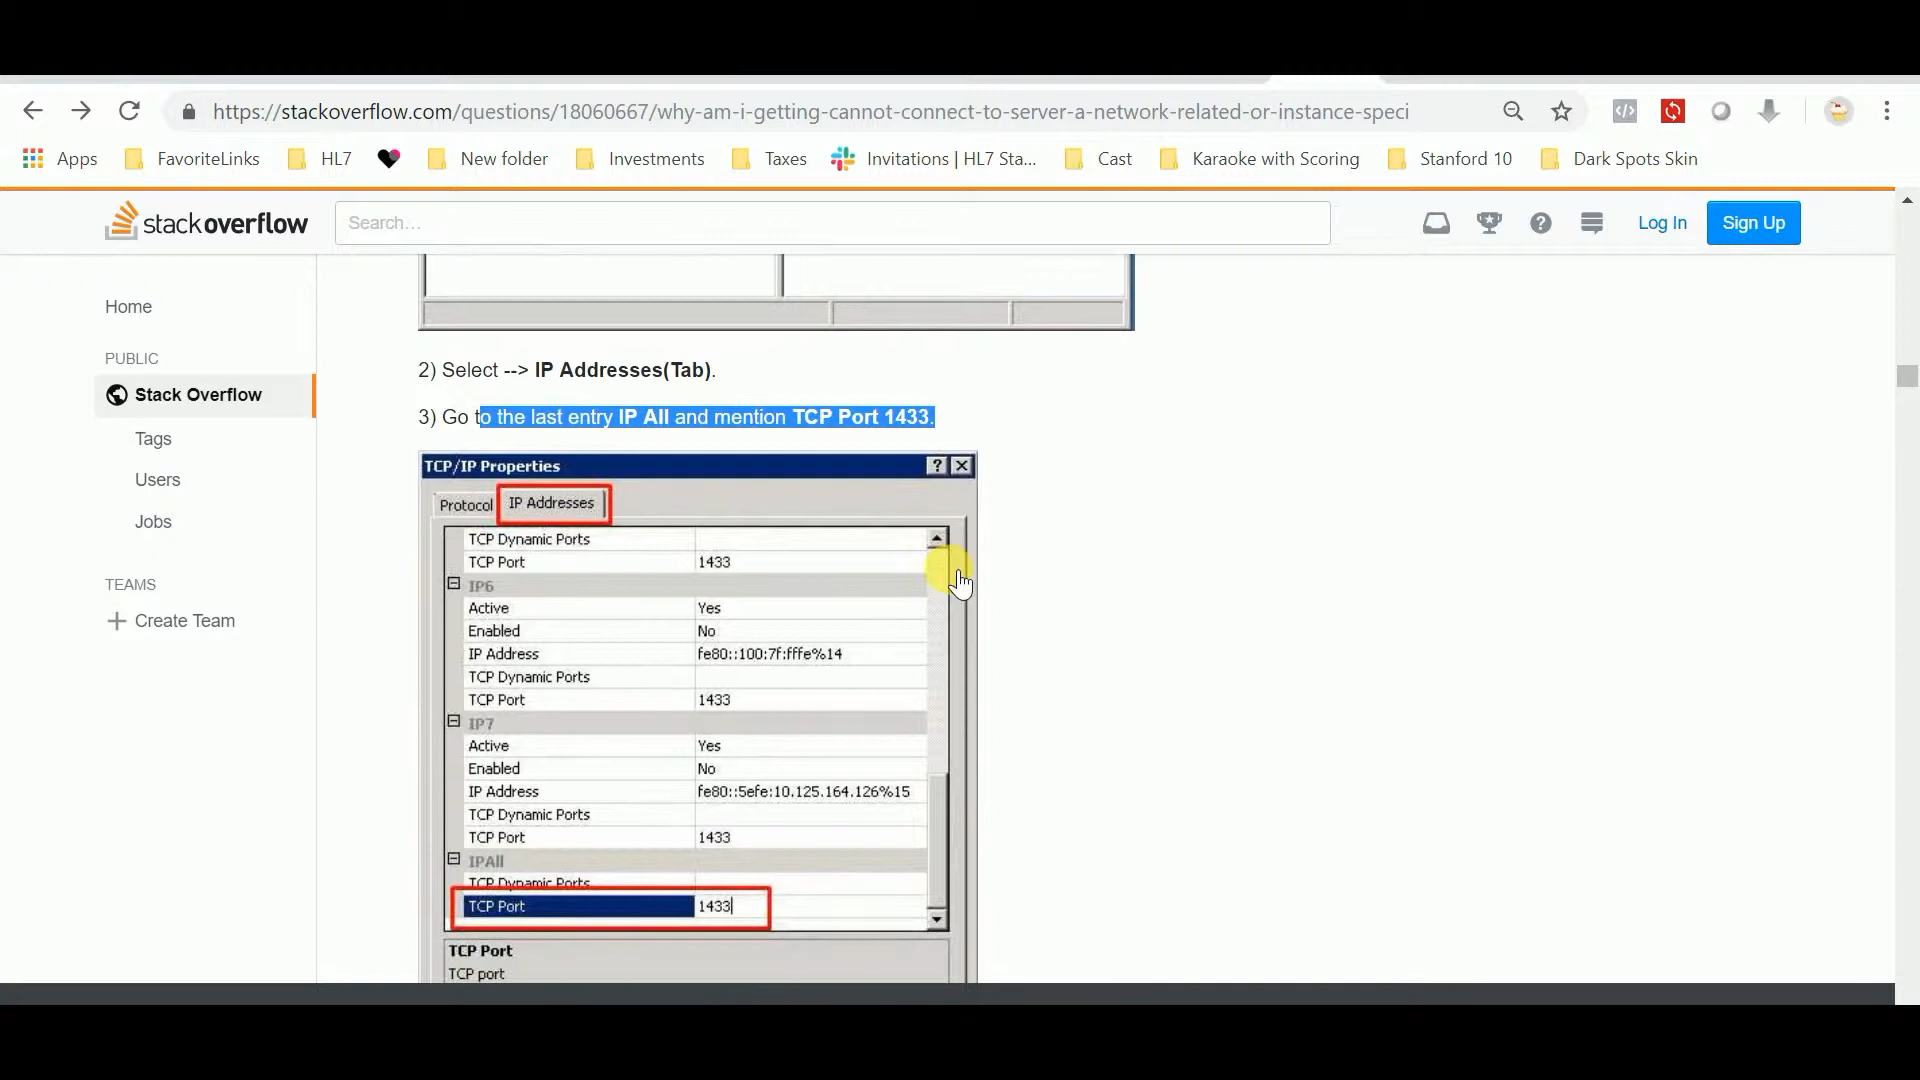 https://stackoverflow.com/questions/18060667/why-am-i-getting-cannot-connect-to-server-a-network-related-or-instance-speci
Apps FavoriteLinks HL7 New folder Investments Taxes Invitations | HL7 Sta... Cast Karaoke with Scoring Stanford 10 Dark Spots Skin
stackoverflow Search... Log In Sign Up
Home
PUBLIC
Stack Overflow
Tags
Users
Jobs
TEAMS
Create Team
2) Select --> IP Addresses(Tab).
3) Go to the last entry IP All and mention TCP Port 1433.
TCP/IP Properties
Protocol IP Addresses
TCP Dynamic Ports
TCP Port 1433
IP6
Active Yes
Enabled No
IP Address fe80::100:7f:fffe%14
TCP Dynamic Ports
TCP Port 1433
IP7
Active Yes
Enabled No
IP Address fe80::5efe:10.125.164.126%15
TCP Dynamic Ports
TCP Port 1433
IPAll
TCP Dynamic Ports
TCP Port 1433
TCP Port
TCP port